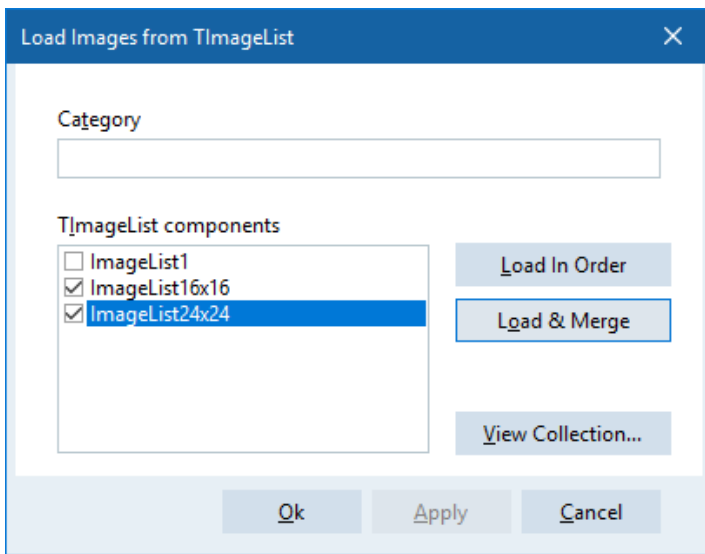 Load Images from TImageList
Category
TImageList components
ImageList1
ImageList16x16
ImageList24x24
Load In Order
Load & Merge
View Collection...
Ok
Apply
Cancel